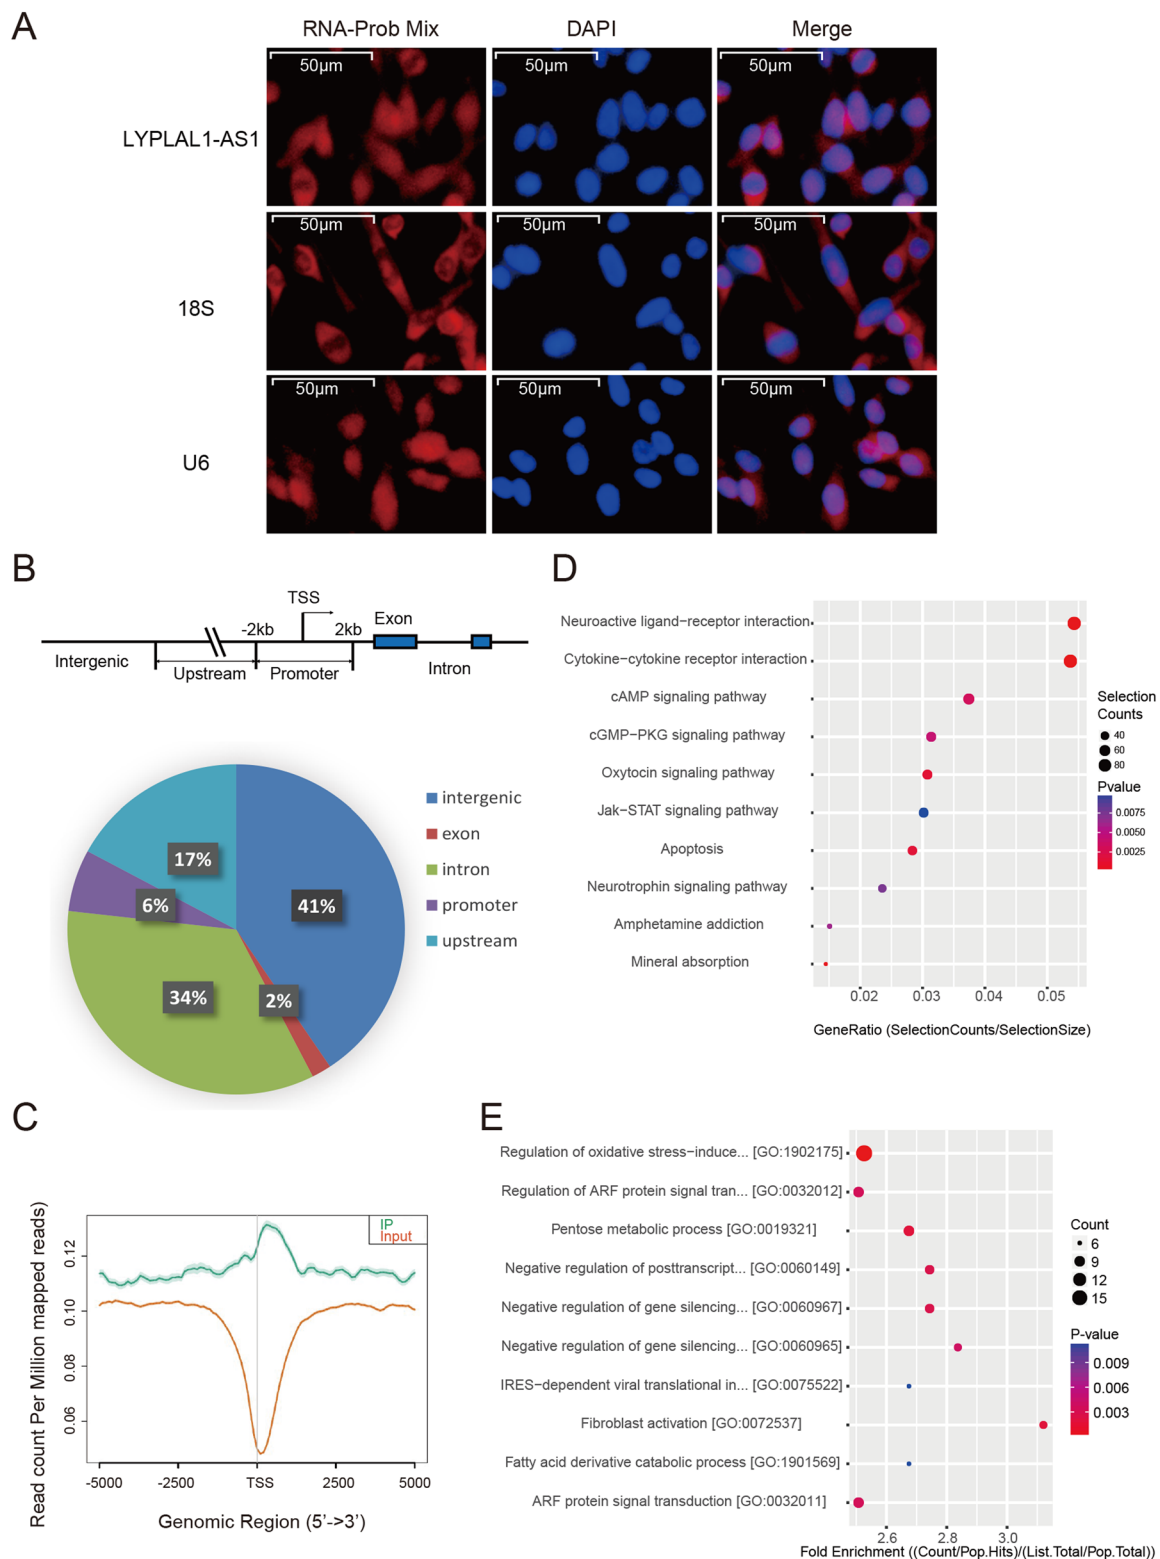 A
RNA-Prob Mix
DAPI
Merge
LYPLAL1-AS1
50μm
50μm
50μm
18S
50μm
50μm
50μm
U6
50μm
50μm
50μm
B
TSS
-2kb
2kb
Exon
Intergenic
Upstream
Promoter
Intron
17%
6%
41%
34%
2%
intergenic
exon
intron
promoter
upstream
C
Read count Per Million mapped reads)
0.12
0.10
0.08
0.06
IP
Input
-5000
-2500
TSS
2500
5000
Genomic Region (5'->3')
D
Neuroactive ligand−receptor interaction
Cytokine−cytokine receptor interaction
cAMP signaling pathway
cGMP−PKG signaling pathway
Oxytocin signaling pathway
Jak−STAT signaling pathway
Apoptosis
Neurotrophin signaling pathway
Amphetamine addiction
Mineral absorption
0.02
0.03
0.04
0.05
GeneRatio (SelectionCounts/SelectionSize)
Selection
Counts
40
60
80
Pvalue
0.0075
0.0050
0.0025
E
Regulation of oxidative stress−induce... [GO:1902175]
Regulation of ARF protein signal tran... [GO:0032012]
Pentose metabolic process [GO:0019321]
Negative regulation of posttranscript... [GO:0060149]
Negative regulation of gene silencing... [GO:0060967]
Negative regulation of gene silencing... [GO:0060965]
IRES−dependent viral translational in... [GO:0075522]
Fibroblast activation [GO:0072537]
Fatty acid derivative catabolic process [GO:1901569]
ARF protein signal transduction [GO:0032011]
2.6
2.8
3.0
Fold Enrichment ((Count/Pop.Hits)/(List.Total/Pop.Total))
Count
6
9
12
15
P-value
0.009
0.006
0.003